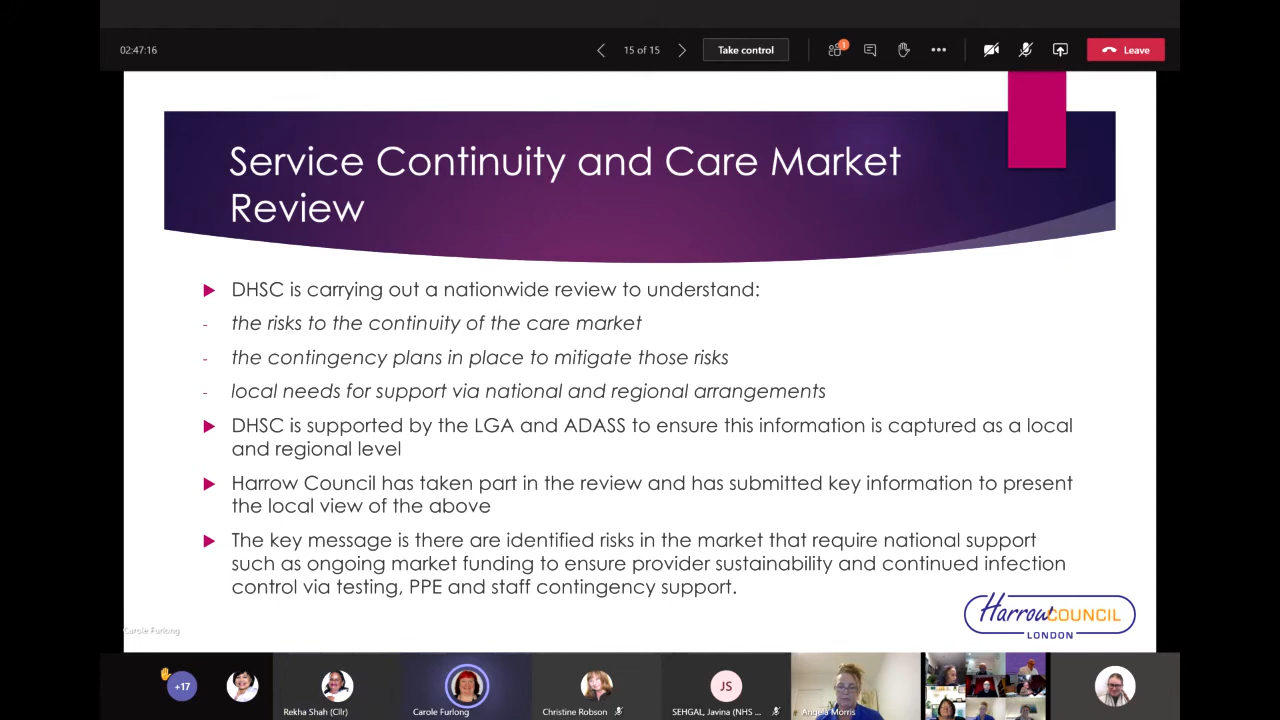 02:47:16
15 of 15
Take control
1
Leave
Service Continuity and Care Market
Review
DHSC is carrying out a nationwide review to understand:
- the risks to the continuity of the care market
- the contingency plans in place to mitigate those risks
- local needs for support via national and regional arrangements
DHSC is supported by the LGA and ADASS to ensure this information is captured as a local
and regional level
Harrow Council has taken part in the review and has submitted key information to present
the local view of the above
The key message is there are identified risks in the market that require national support
such as ongoing market funding to ensure provider sustainability and continued infection
control via testing, PPE and staff contingency support.
HarrowCOUNCIL
LONDON
Carole Furlong
+17
JS
Rekha Shah (Cllr)
Carole Furlong
Christine Robson
SEHGAL, Javina (NHS ...
Angela Morris